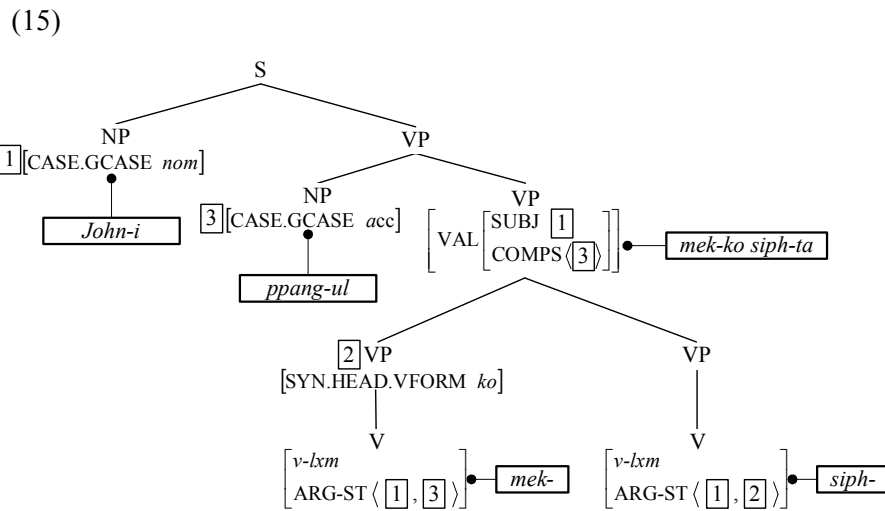 (15)
S
NP VP
1 [CASE.GCASE nom]
John-i
NP VP
3 [CASE.GCASE acc]
ppang-ul
[VAL [SUBJ 1
COMPS⟨3⟩]]
mek-ko siph-ta
2 VP VP
[SYN.HEAD.VFORM ko]
V V
[v-lxm
ARG-ST ⟨1, 3⟩]
mek-
[v-lxm
ARG-ST ⟨1, 2⟩]
siph-